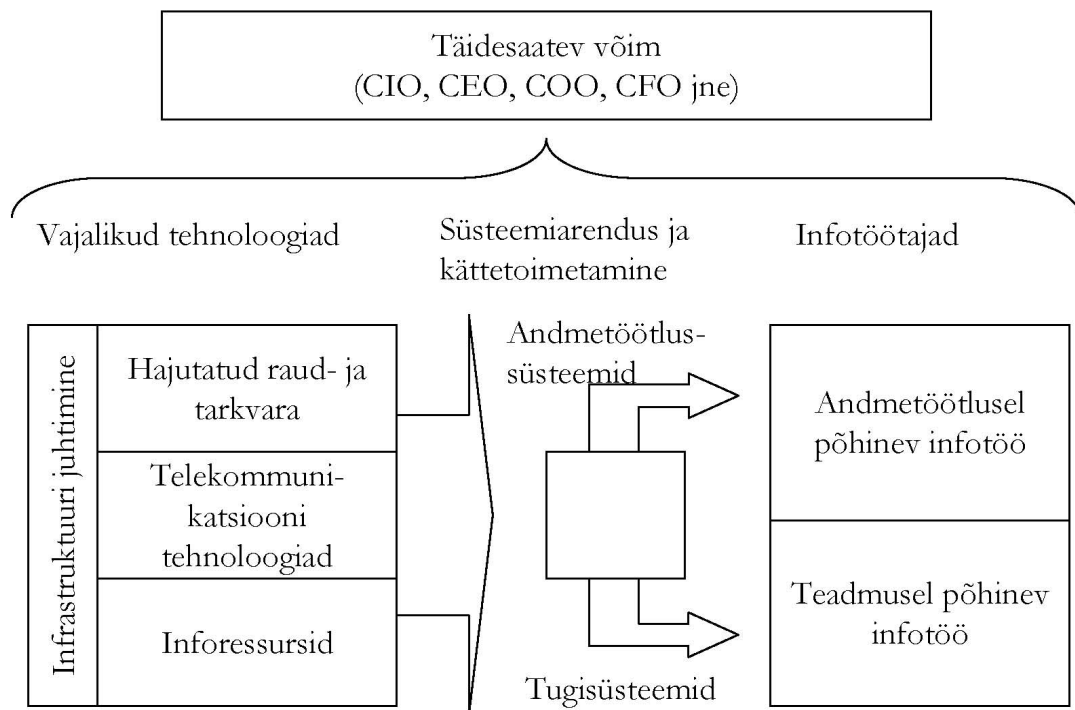 Täidesaatev võim
(CIO, CEO, COO, CFO jne)
Vajalikud tehnoloogiad
Süsteemiarendus ja
kättetoimetamine
Infotöötajad
Infrastruktuuri juhtimine
Hajutatud raud- ja
tarkvara
Telekommuni-
katsiooni
tehnoloogiad
Inforessursid
Andmetöötlus-
süsteemid
Tugisüsteemid
Andmetöötlusel
põhinev infotöö
Teadmusel põhinev
infotöö